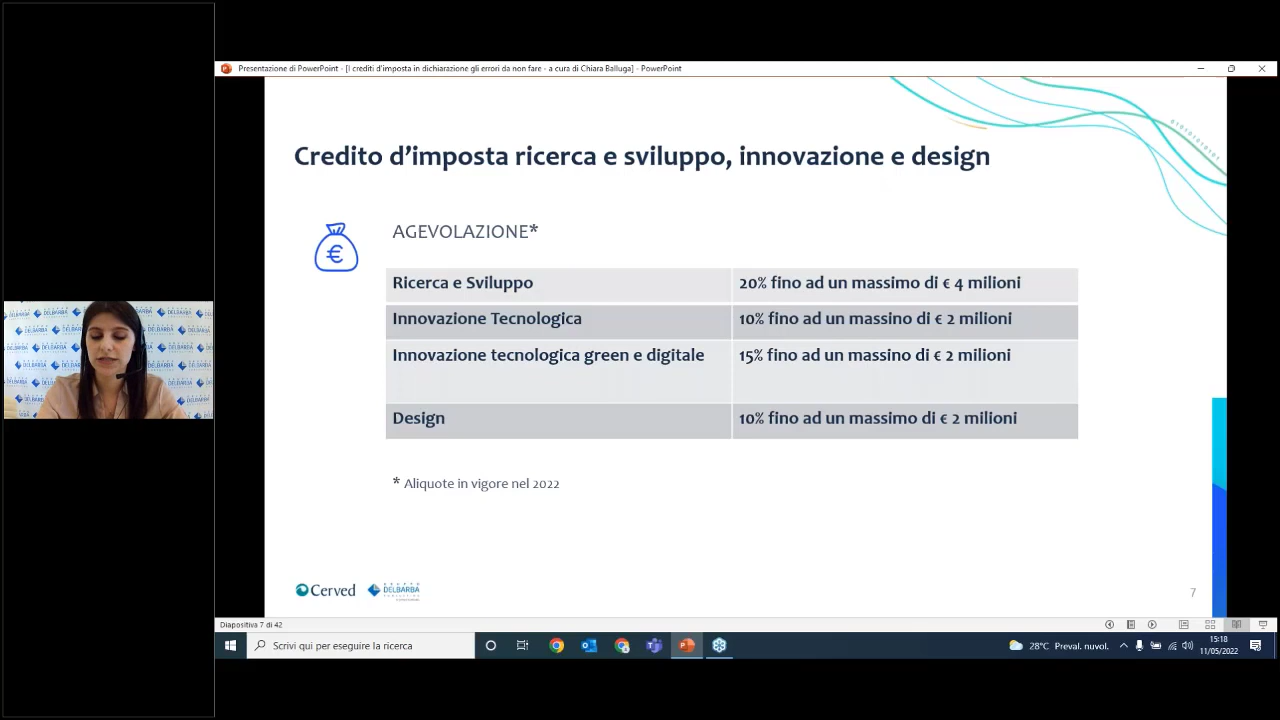 Presentazione di PowerPoint - [I crediti d'imposta in dichiarazione gli errori da non fare - a cura di Chiara Balluga] - PowerPoint
Credito d'imposta ricerca e sviluppo, innovazione e design
€
AGEVOLAZIONE*
Ricerca e Sviluppo 20% fino ad un massimo di € 4 milioni
Innovazione Tecnologica 10% fino ad un massino di € 2 milioni
Innovazione tecnologica green e digitale 15% fino ad un massino di € 2 milioni
Design 10% fino ad un massimo di € 2 milioni
* Aliquote in vigore nel 2022
Cerved
GRUPPO
DELBARBA
7
Diapositiva 7 di 42
Scrivi qui per eseguire la ricerca
28°C Preval. nuvol.
15:18
11/05/2022